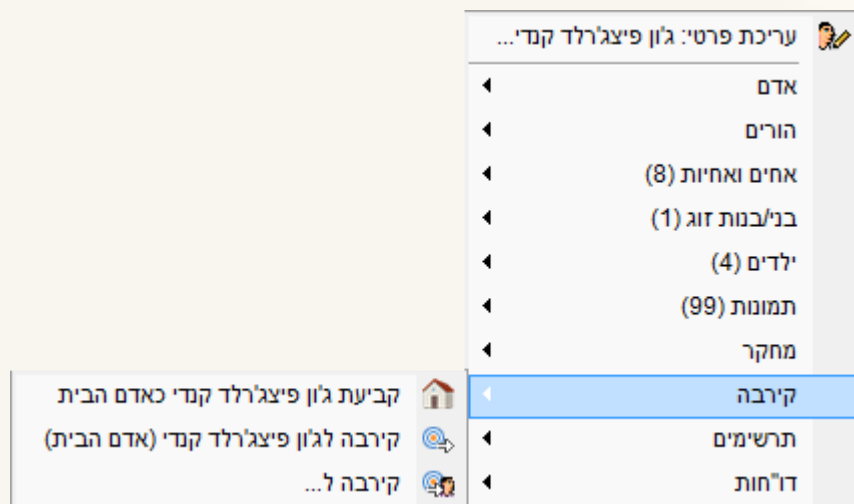 עריכת פרטי: ג'ון פיצג'רלד קנדי...
אדם
הורים
אחים ואחיות (8)
בני/בנות זוג (1)
ילדים (4)
תמונות (99)
מחקר
קירבה
קביעת ג'ון פיצג'רלד קנדי כאדם הבית
קירבה לג'ון פיצג'רלד קנדי (אדם הבית)
קירבה ל...
תרשימים
דו"חות